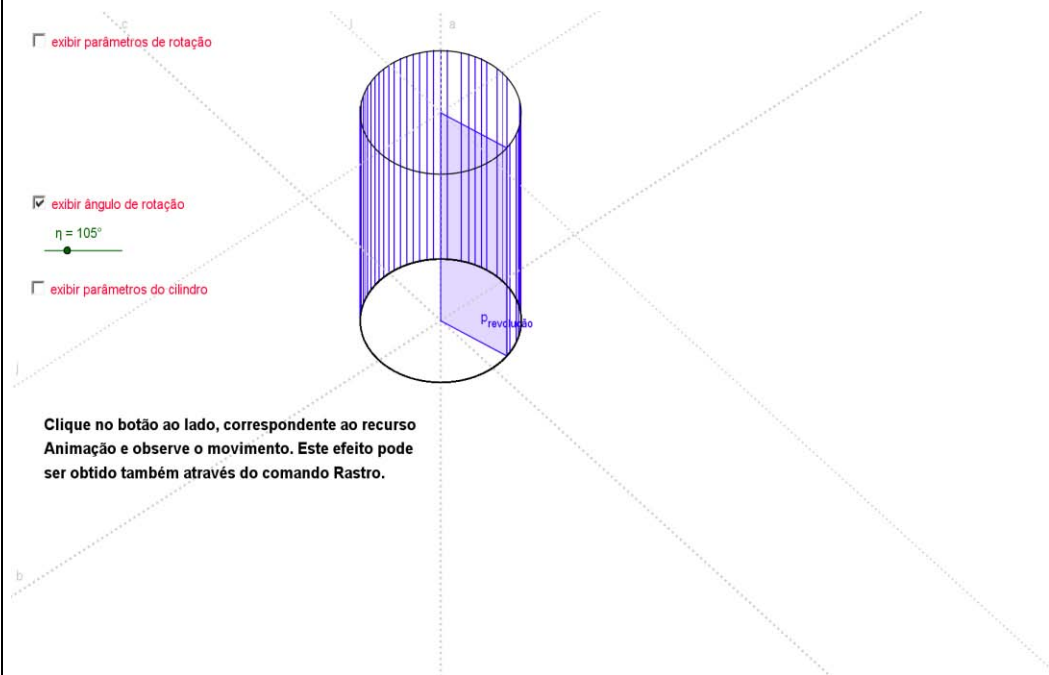 c
l
a
exibir parâmetros de rotação
exibir ângulo de rotação
η = 105°
exibir parâmetros do cilindro
p revolução
j
Clique no botão ao lado, correspondente ao recurso
Animação e observe o movimento. Este efeito pode
ser obtido também através do comando Rastro.
b